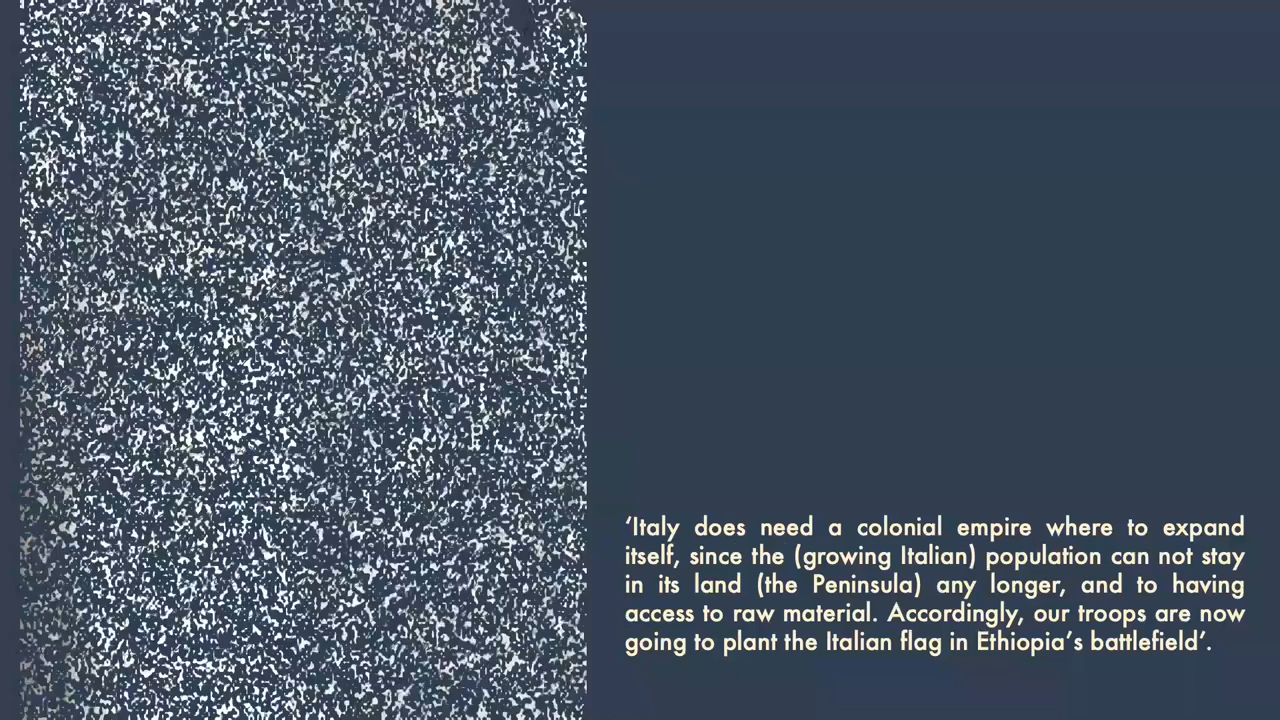 ‘Italy does need a colonial empire where to expand
itself, since the (growing Italian) population can not stay
in its land (the Peninsula) any longer, and to having
access to raw material. Accordingly, our troops are now
going to plant the Italian flag in Ethiopia’s battlefield’.